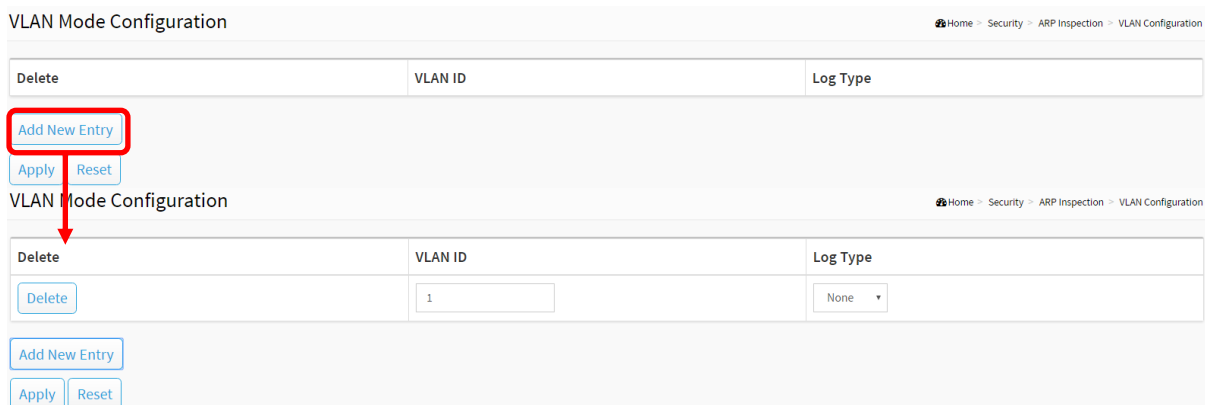 VLAN Mode Configuration Home > Security > ARP Inspection > VLAN Configuration
Delete VLAN ID Log Type
Add New Entry
Apply Reset
VLAN Mode Configuration Home > Security > ARP Inspection > VLAN Configuration
Delete VLAN ID Log Type
Delete 1 None
Add New Entry
Apply Reset